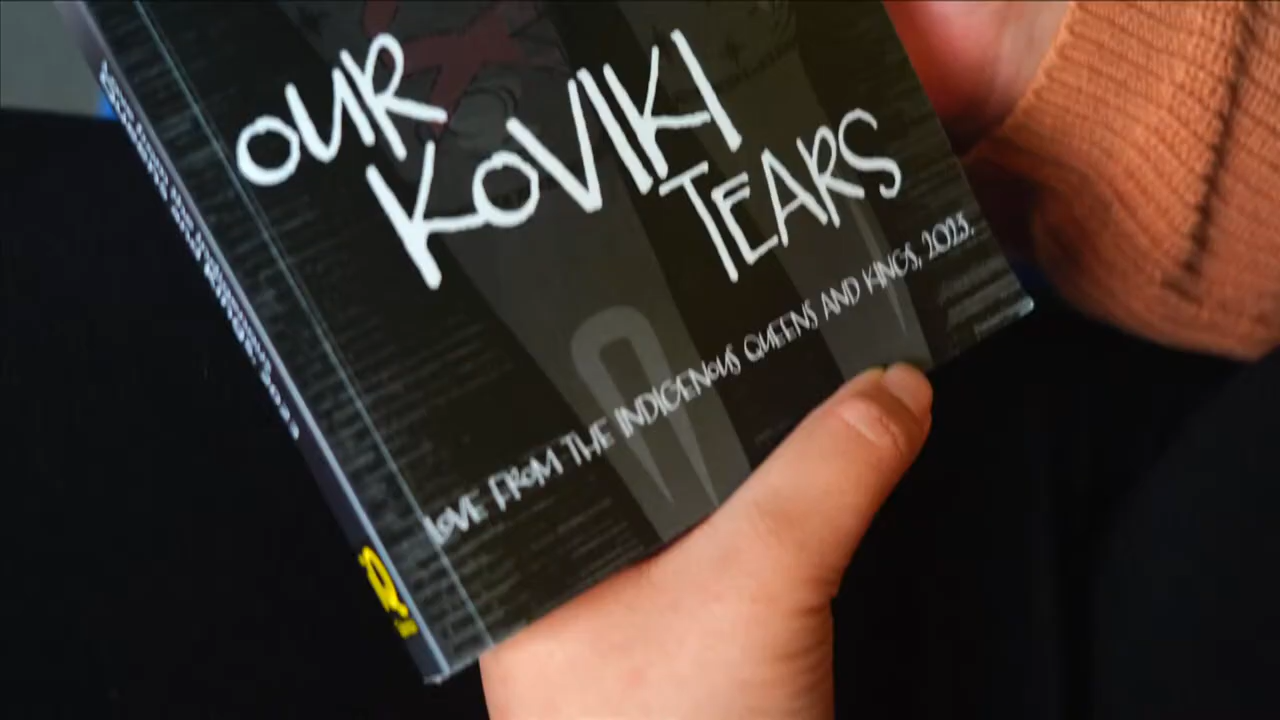 OUR
KOVIKI
TEARS
LOVE FROM THE INDIGENOUS QUEENS AND KINGS, 2023.